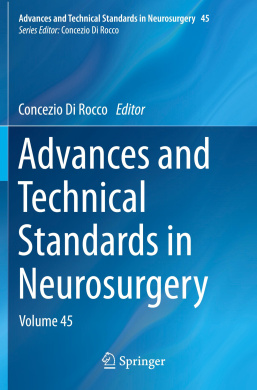 Advances and Technical Standards in Neurosurgery 45
Series Editor: Concezio Di Rocco
Concezio Di Rocco Editor
Advances and
Technical
Standards in
Neurosurgery
Volume 45
Springer